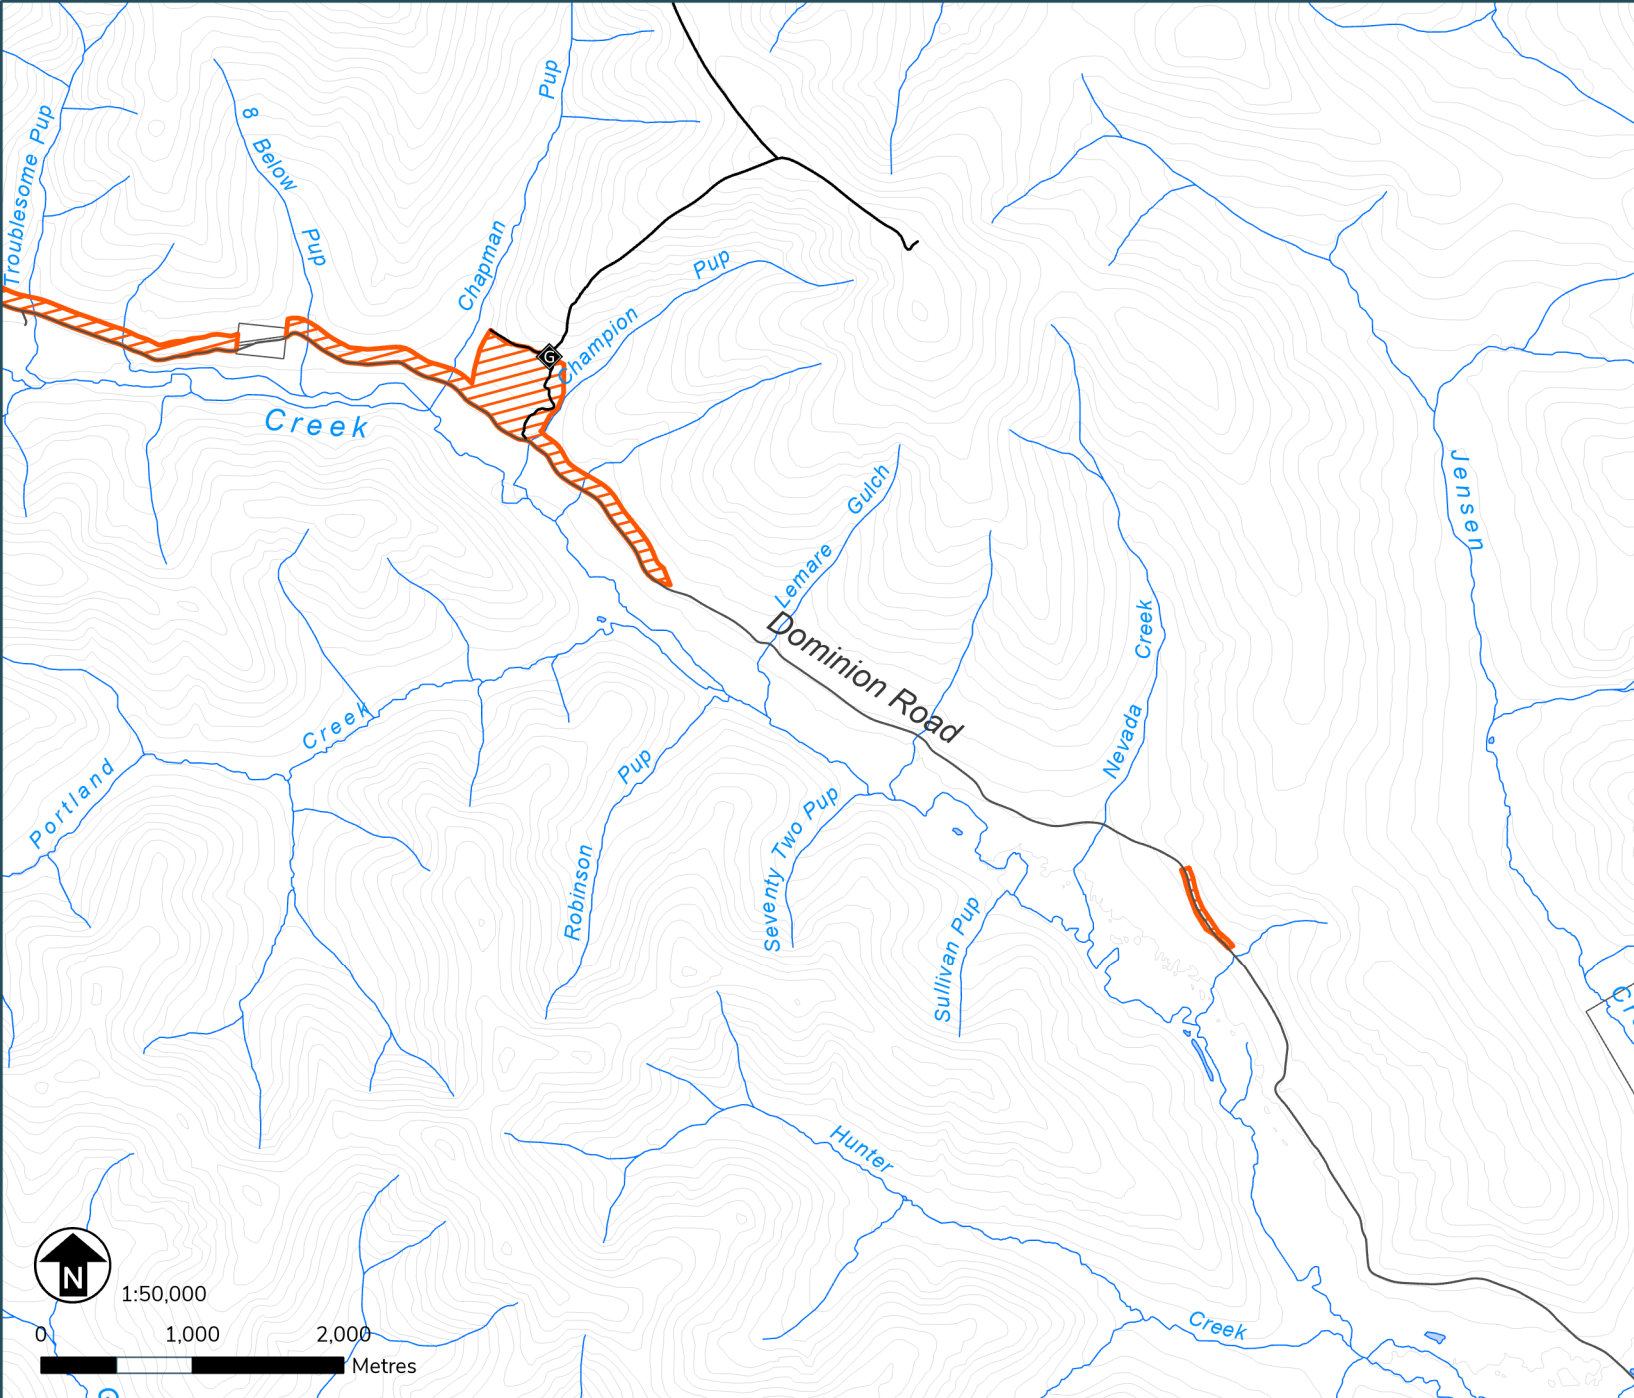 Troublesome Pup
8 Below Pup
Chapman Pup
Champion Pup
G
Creek
Lemare Gulch
Dominion Road
Nevada Creek
Jensen
Portland Creek
Robinson Pup
Seventy Two Pup
Sullivan Pup
Hunter Creek
N
1:50,000
0 1,000 2,000
Metres